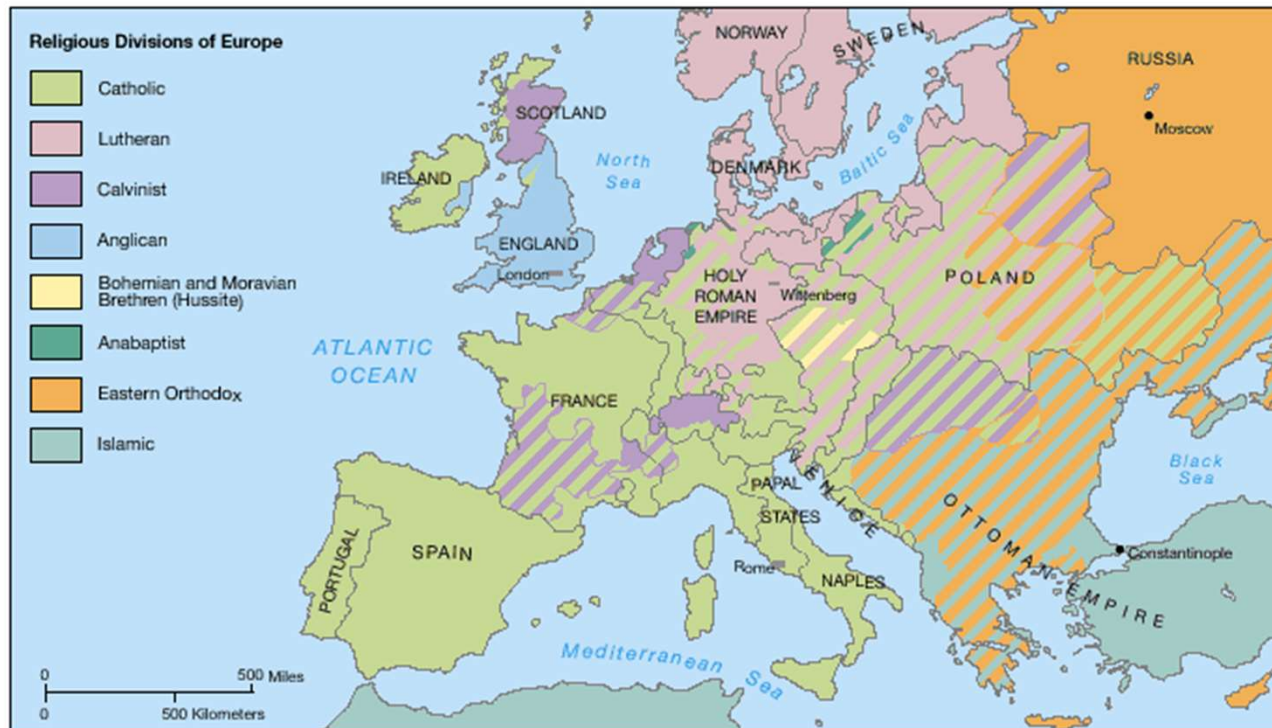 Religious Divisions of Europe
Catholic
Lutheran
Calvinist
Anglican
Bohemian and Moravian
Brethren (Hussite)
Anabaptist
Eastern Orthodox
Islamic
NORWAY
SWEDEN
RUSSIA
Moscow
SCOTLAND
North
Sea
DENMARK
Baltic Sea
IRELAND
ENGLAND
London
HOLY
ROMAN
EMPIRE
Wittenberg
POLAND
ATLANTIC
OCEAN
FRANCE
VENICE
PAPAL
STATES
Black
Sea
OTTOMAN EMPIRE
Constantinople
PORTUGAL
SPAIN
Rome
NAPLES
Mediterranean
Sea
0
500 Miles
0
500 Kilometers